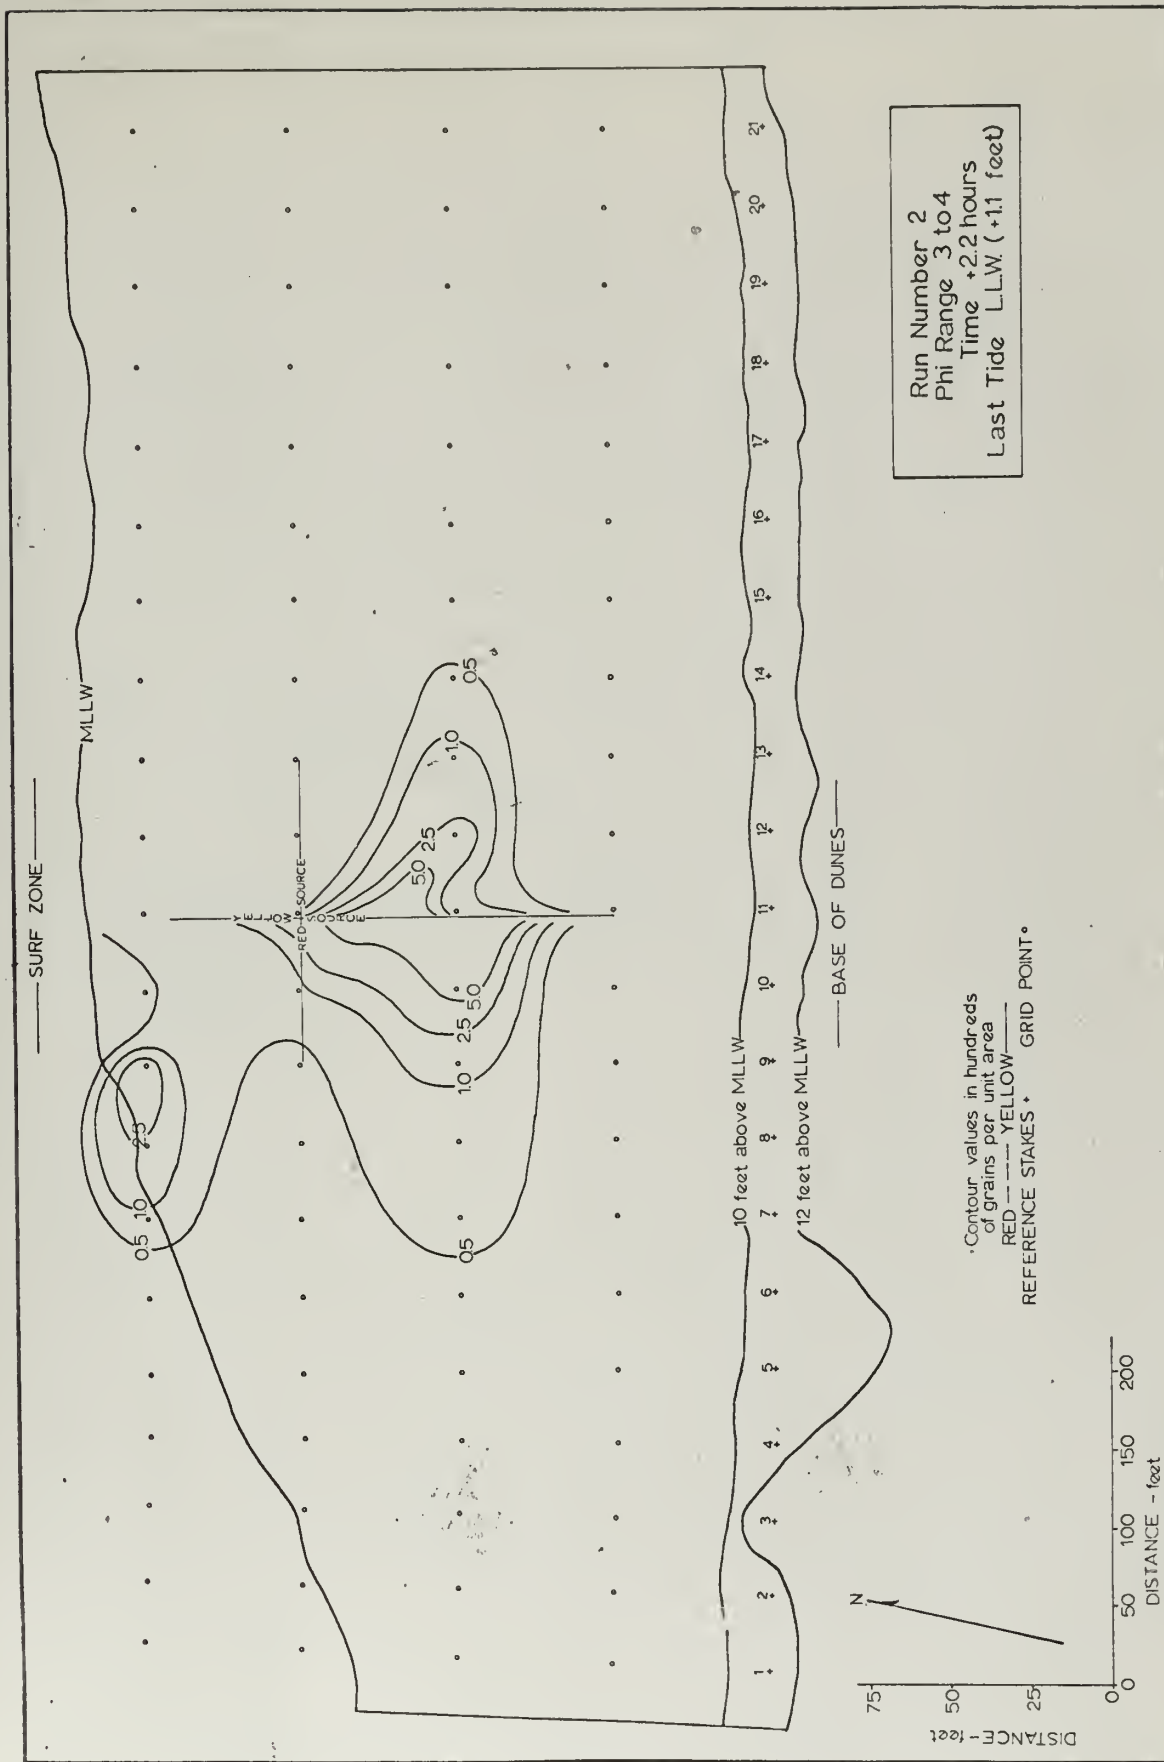 SURF ZONE
MLLW
YELLOW SOURCE
RED SOURCE
0.5
1.0
2.5
5.0
2.5
1.0
0.5
5.0
2.5
1.0
0.5
10 feet above MLLW
1 2 3 4 5 6 7 8 9 10 11 12 13 14 15 16 17 18 19 20 21
12 feet above MLLW
BASE OF DUNES
Run Number 2
Phi Range 3 to 4
Time +2.2 hours
Last Tide L.L.W. (+1.1 feet)
Contour values in hundreds
of grains per unit area
RED ---- YELLOW
REFERENCE STAKES + GRID POINT
N
DISTANCE - feet
75
50
25
0
0 50 100 150 200
DISTANCE - feet